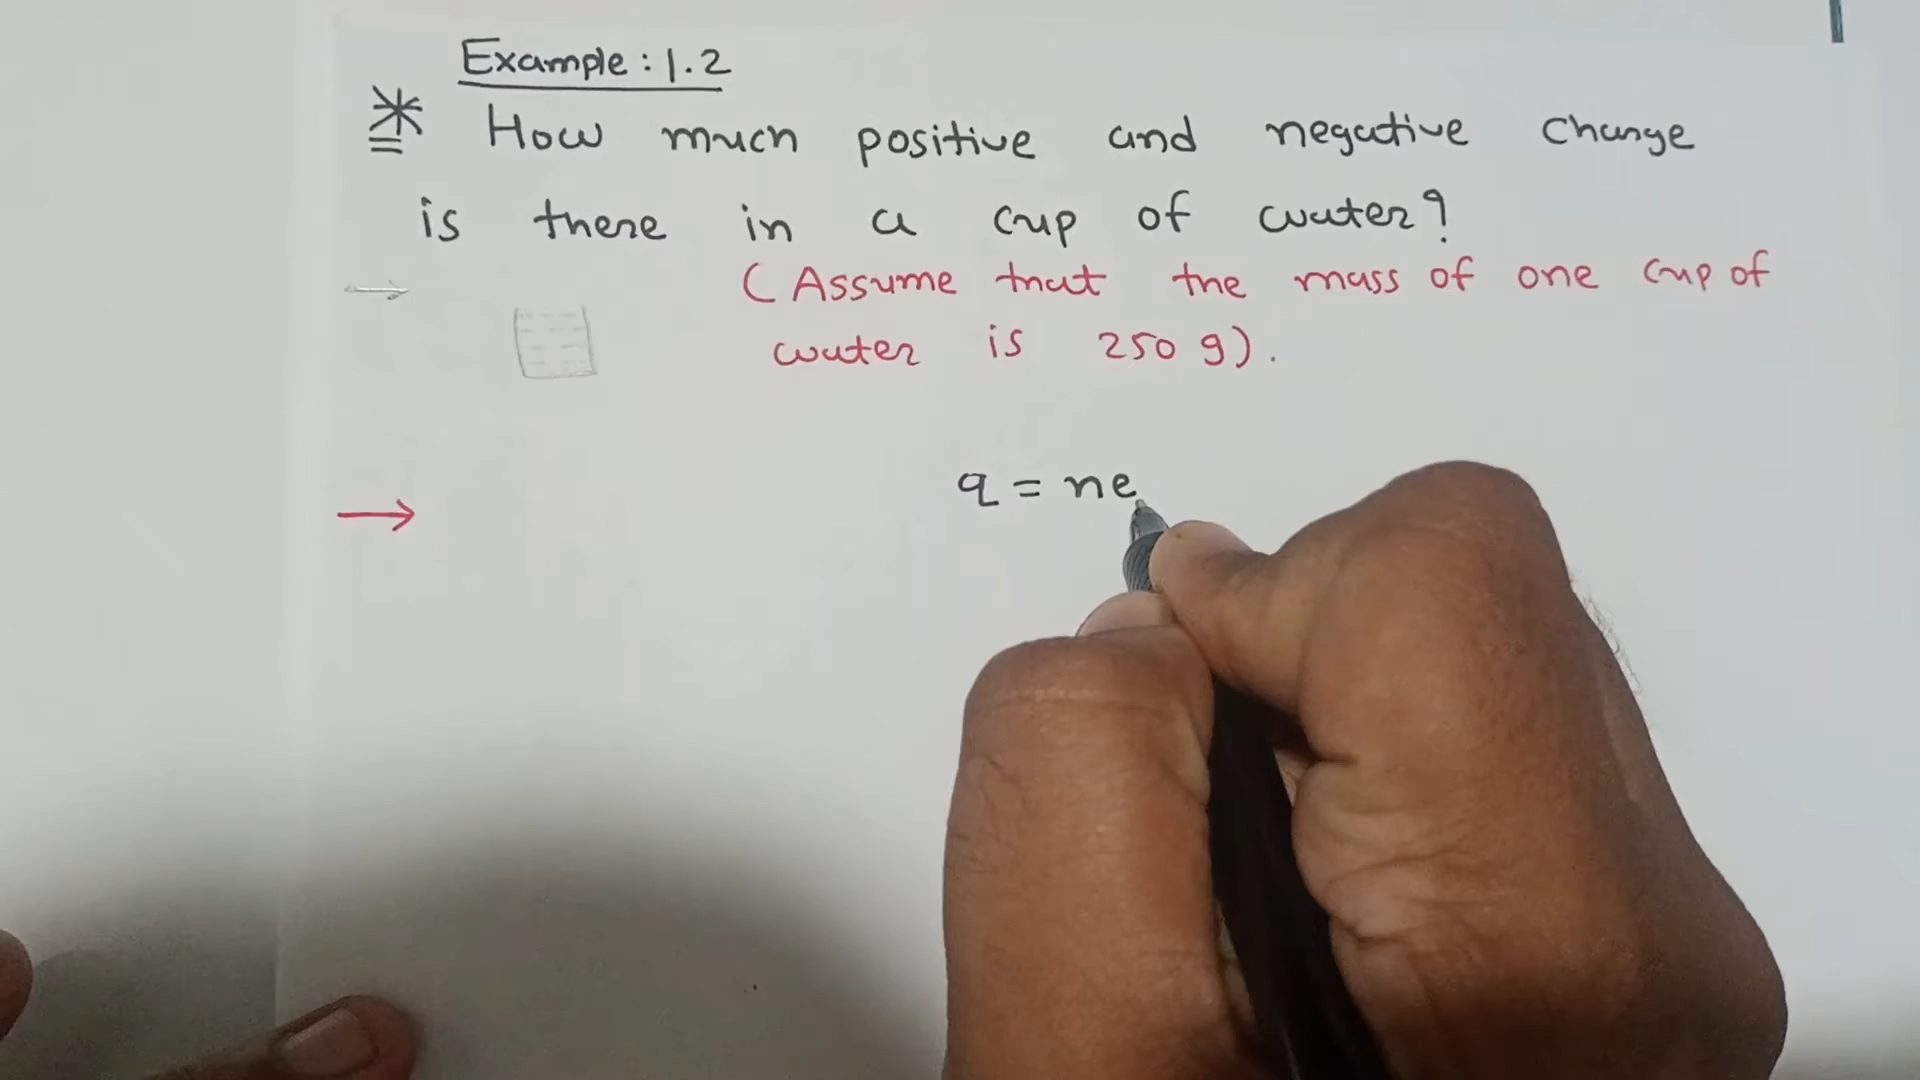 Example: 1.2
How much positive and negative charge
is there in a cup of water?
(Assume that the mass of one cup of
water is 250 g).
q = ne